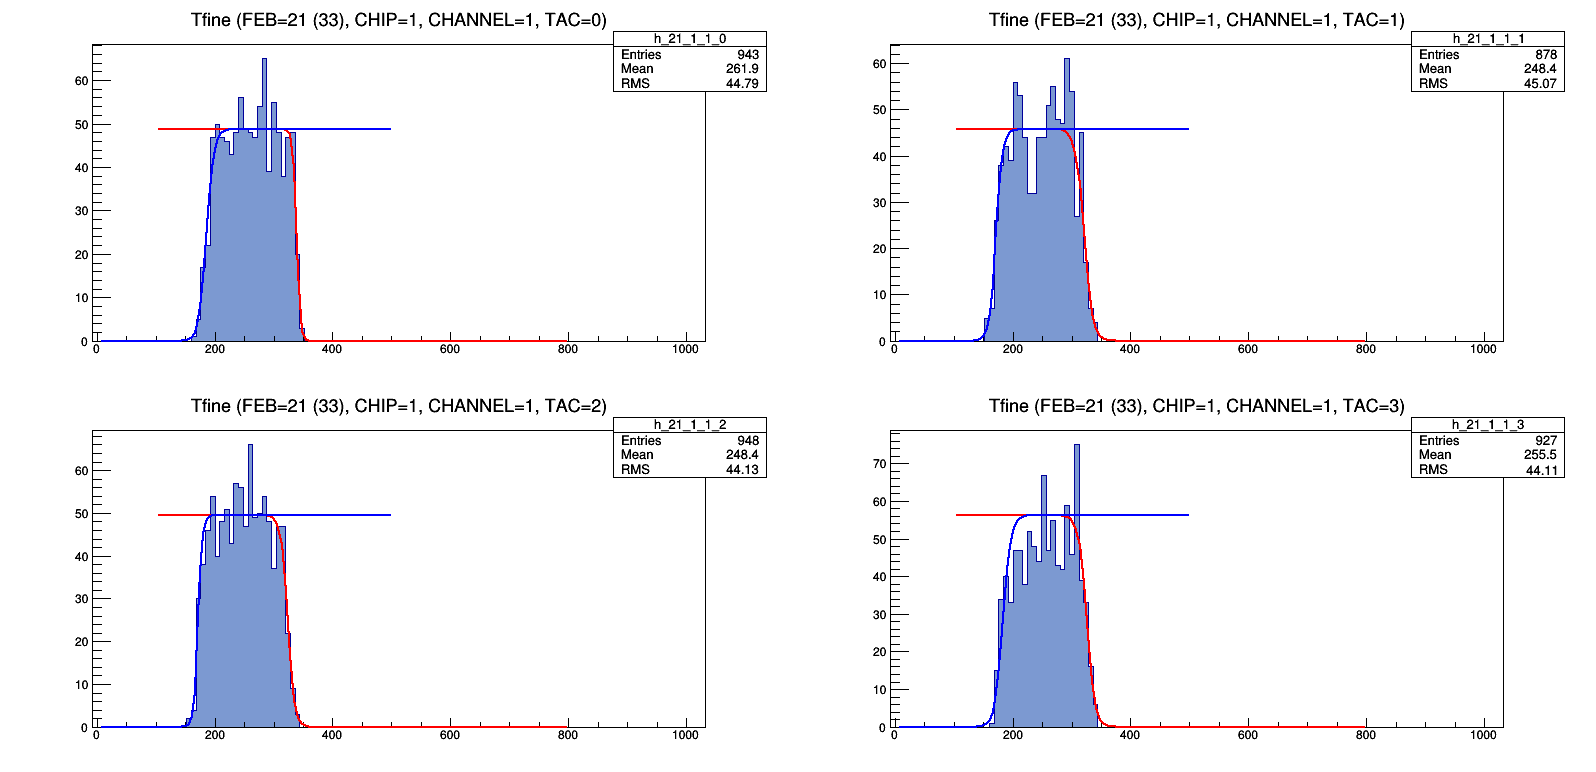 Tfine (FEB=21 (33), CHIP=1, CHANNEL=1, TAC=0)
h_21_1_1_0
Entries 943
Mean 261.9
RMS 44.79
60
50
40
30
20
10
0
0 200 400 600 800 1000
Tfine (FEB=21 (33), CHIP=1, CHANNEL=1, TAC=1)
h_21_1_1_1
Entries 878
Mean 248.4
RMS 45.07
60
50
40
30
20
10
0
0 200 400 600 800 1000
Tfine (FEB=21 (33), CHIP=1, CHANNEL=1, TAC=2)
h_21_1_1_2
Entries 948
Mean 248.4
RMS 44.13
60
50
40
30
20
10
0
0 200 400 600 800 1000
Tfine (FEB=21 (33), CHIP=1, CHANNEL=1, TAC=3)
h_21_1_1_3
Entries 927
Mean 255.5
RMS 44.11
70
60
50
40
30
20
10
0
0 200 400 600 800 1000